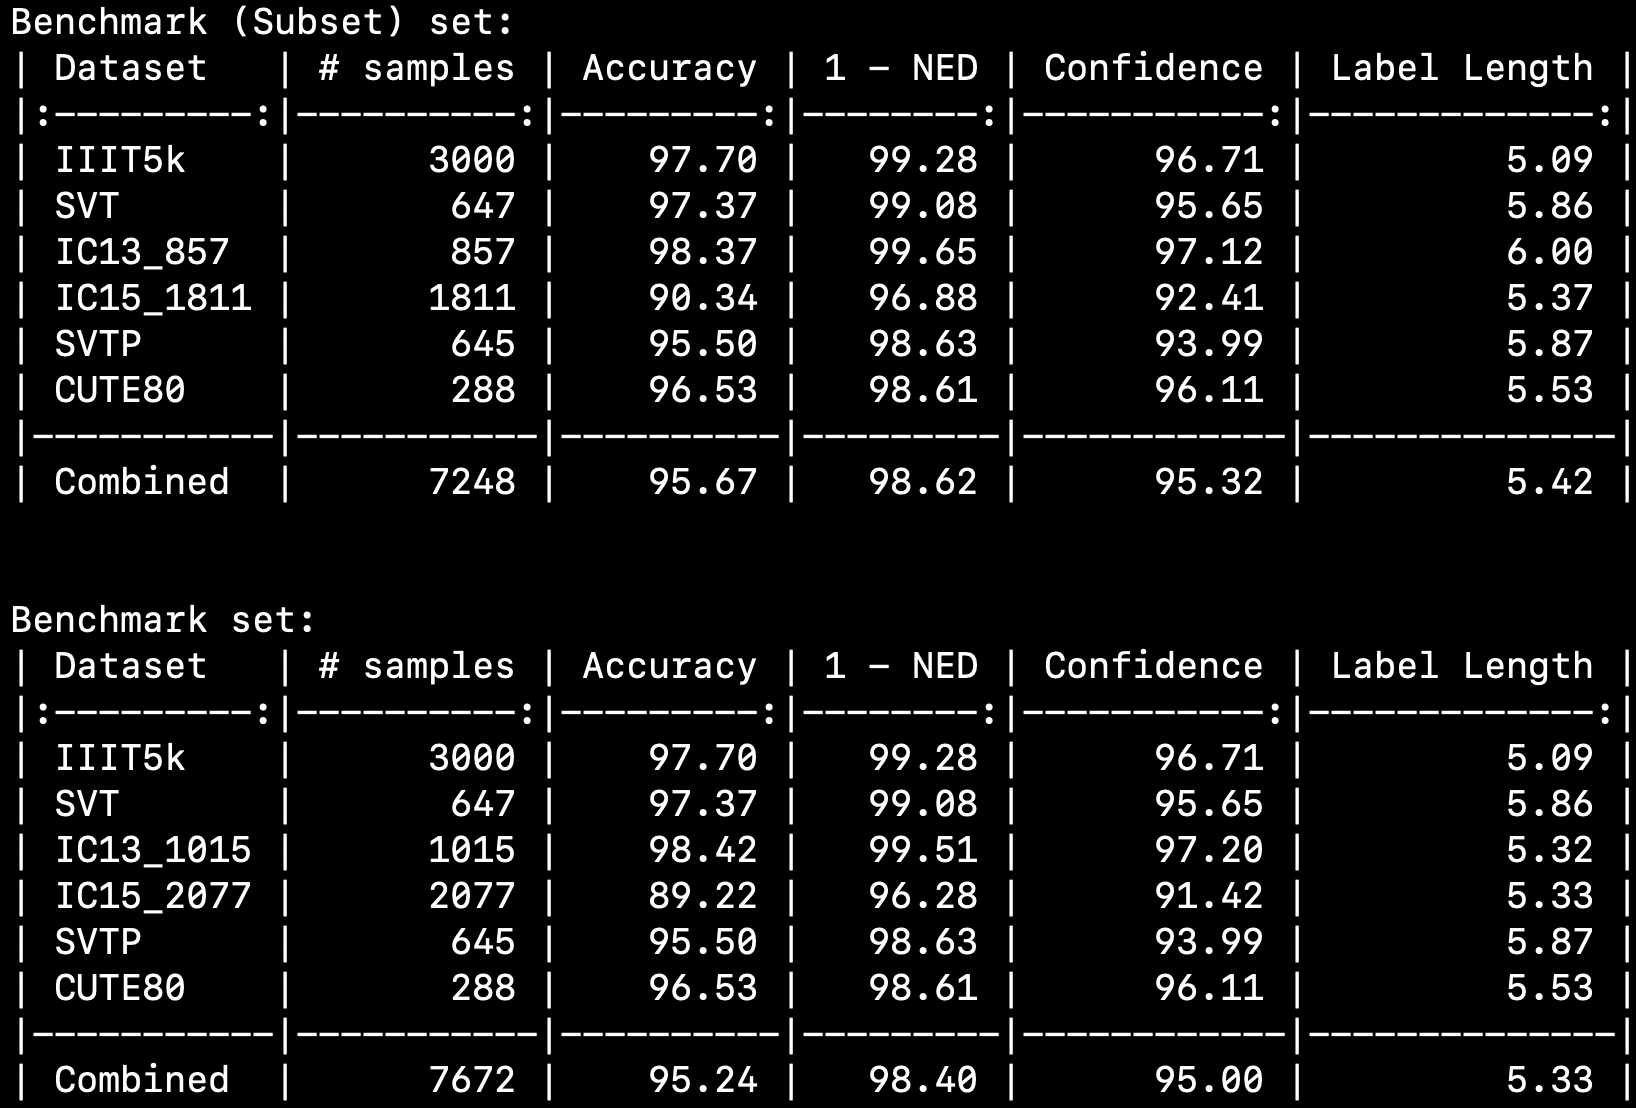 Benchmark (Subset) set:
| Dataset   | # samples | Accuracy | 1 - NED | Confidence | Label Length |
|:---------:|----------:|---------:|--------:|-----------:|-------------:|
| IIIT5k    |      3000 |    97.70 |   99.28 |      96.71 |         5.09 |
| SVT       |       647 |    97.37 |   99.08 |      95.65 |         5.86 |
| IC13_857  |       857 |    98.37 |   99.65 |      97.12 |         6.00 |
| IC15_1811 |      1811 |    90.34 |   96.88 |      92.41 |         5.37 |
| SVTP      |       645 |    95.50 |   98.63 |      93.99 |         5.87 |
| CUTE80    |       288 |    96.53 |   98.61 |      96.11 |         5.53 |
|-----------|-----------|----------|---------|------------|--------------|
| Combined  |      7248 |    95.67 |   98.62 |      95.32 |         5.42 |
Benchmark set:
| Dataset   | # samples | Accuracy | 1 - NED | Confidence | Label Length |
|:---------:|----------:|---------:|--------:|-----------:|-------------:|
| IIIT5k    |      3000 |    97.70 |   99.28 |      96.71 |         5.09 |
| SVT       |       647 |    97.37 |   99.08 |      95.65 |         5.86 |
| IC13_1015 |      1015 |    98.42 |   99.51 |      97.20 |         5.32 |
| IC15_2077 |      2077 |    89.22 |   96.28 |      91.42 |         5.33 |
| SVTP      |       645 |    95.50 |   98.63 |      93.99 |         5.87 |
| CUTE80    |       288 |    96.53 |   98.61 |      96.11 |         5.53 |
|-----------|-----------|----------|---------|------------|--------------|
| Combined  |      7672 |    95.24 |   98.40 |      95.00 |         5.33 |